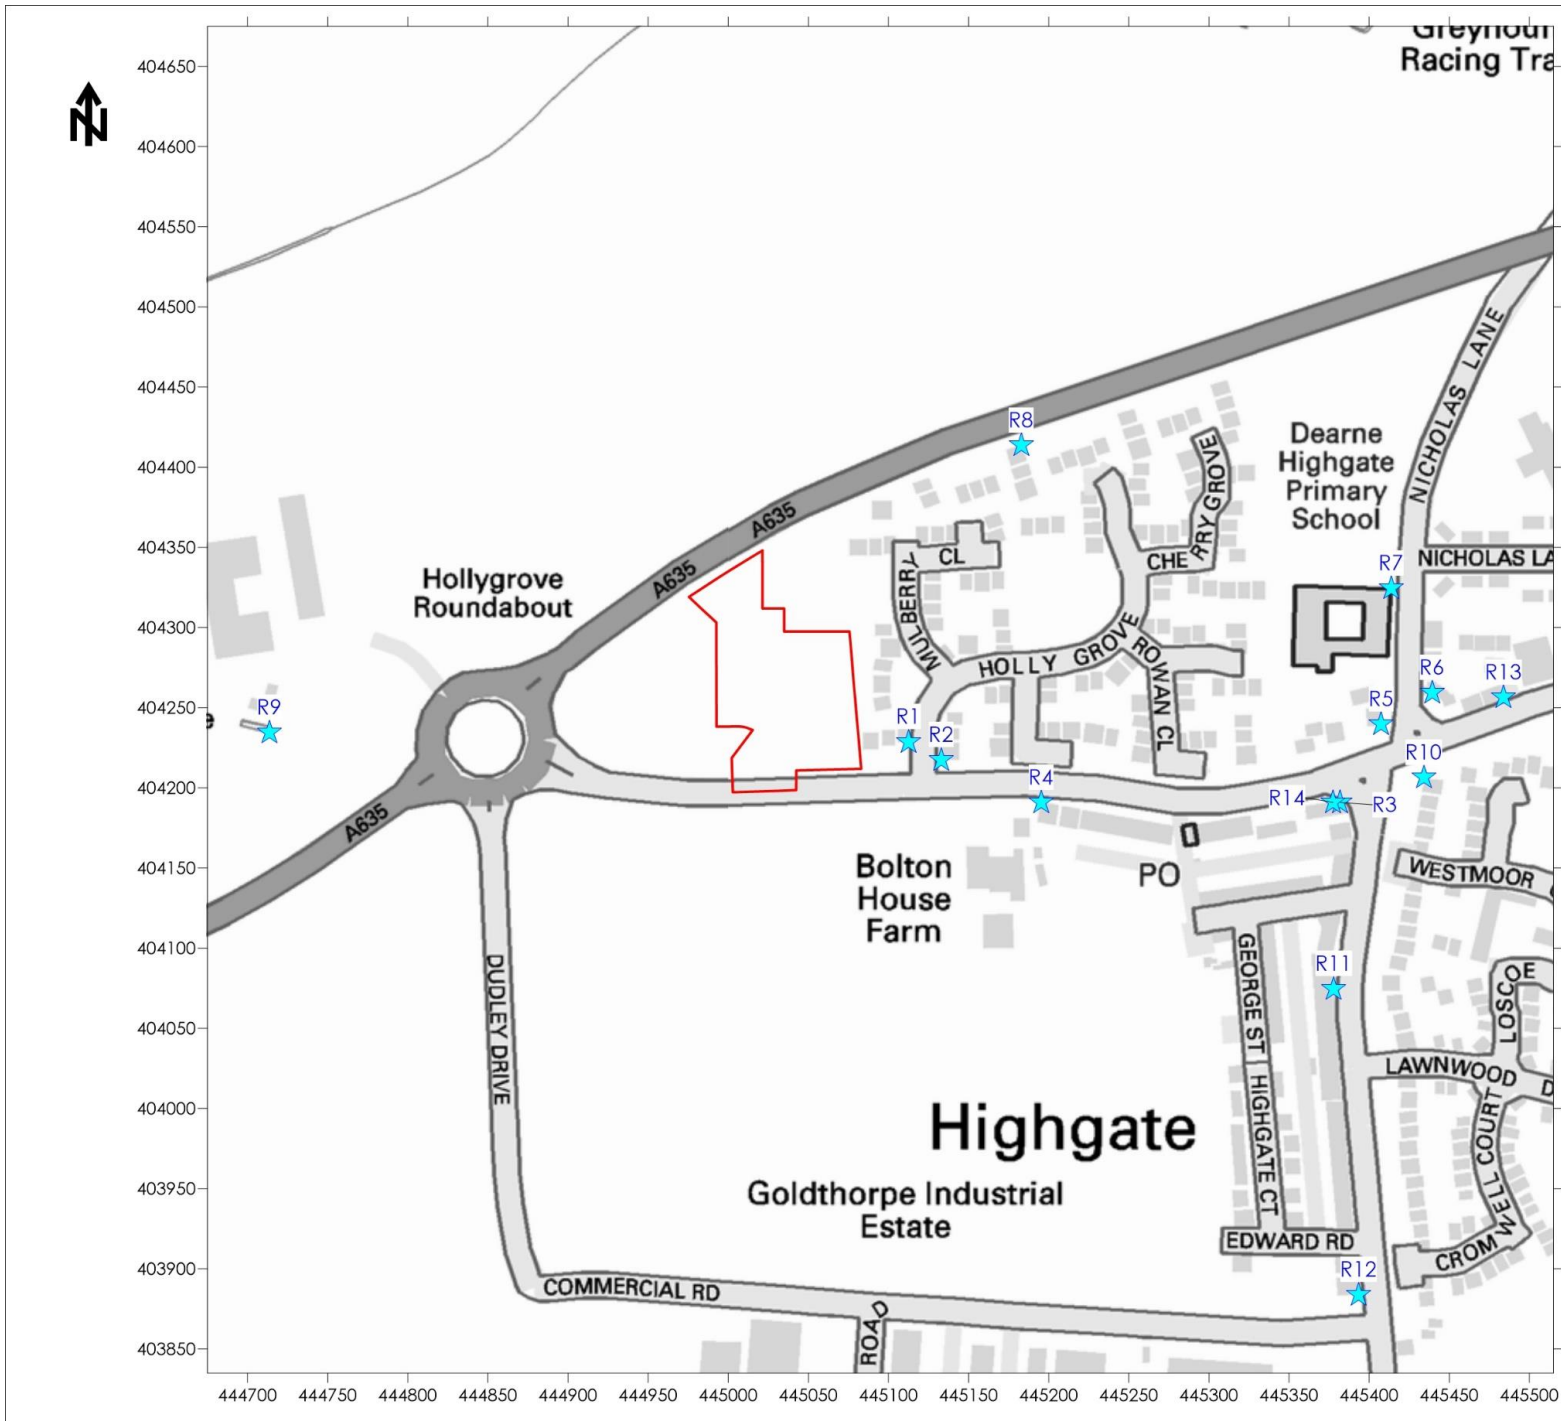 Greyhoun
Racing Tra
N
404650
404600
404550
404500
404450
404400
404350
404300
404250
404200
404150
404100
404050
404000
403950
403900
403850
NICHOLAS LANE
R8
Dearne
Highgate
Primary
School
CHERRY GROVE
A635
A635
MULBERRY CL
R7
NICHOLAS LA
Hollygrove
Roundabout
HOLLY GROVE
ROWAN CL
R6
R13
R5
R9
e
R1
R2
R10
R4
R14
R3
A635
Bolton
House
Farm
PO
WESTMOOR
DUDLEY DRIVE
GEORGE ST
R11
LOSCOE
LAWNWOOD D
Highgate
HIGHGATE CT
CROMWELL COURT
Goldthorpe Industrial
Estate
EDWARD RD
R12
COMMERCIAL RD
ROAD
444700 444750 444800 444850 444900 444950 445000 445050 445100 445150 445200 445250 445300 445350 445400 445450 445500